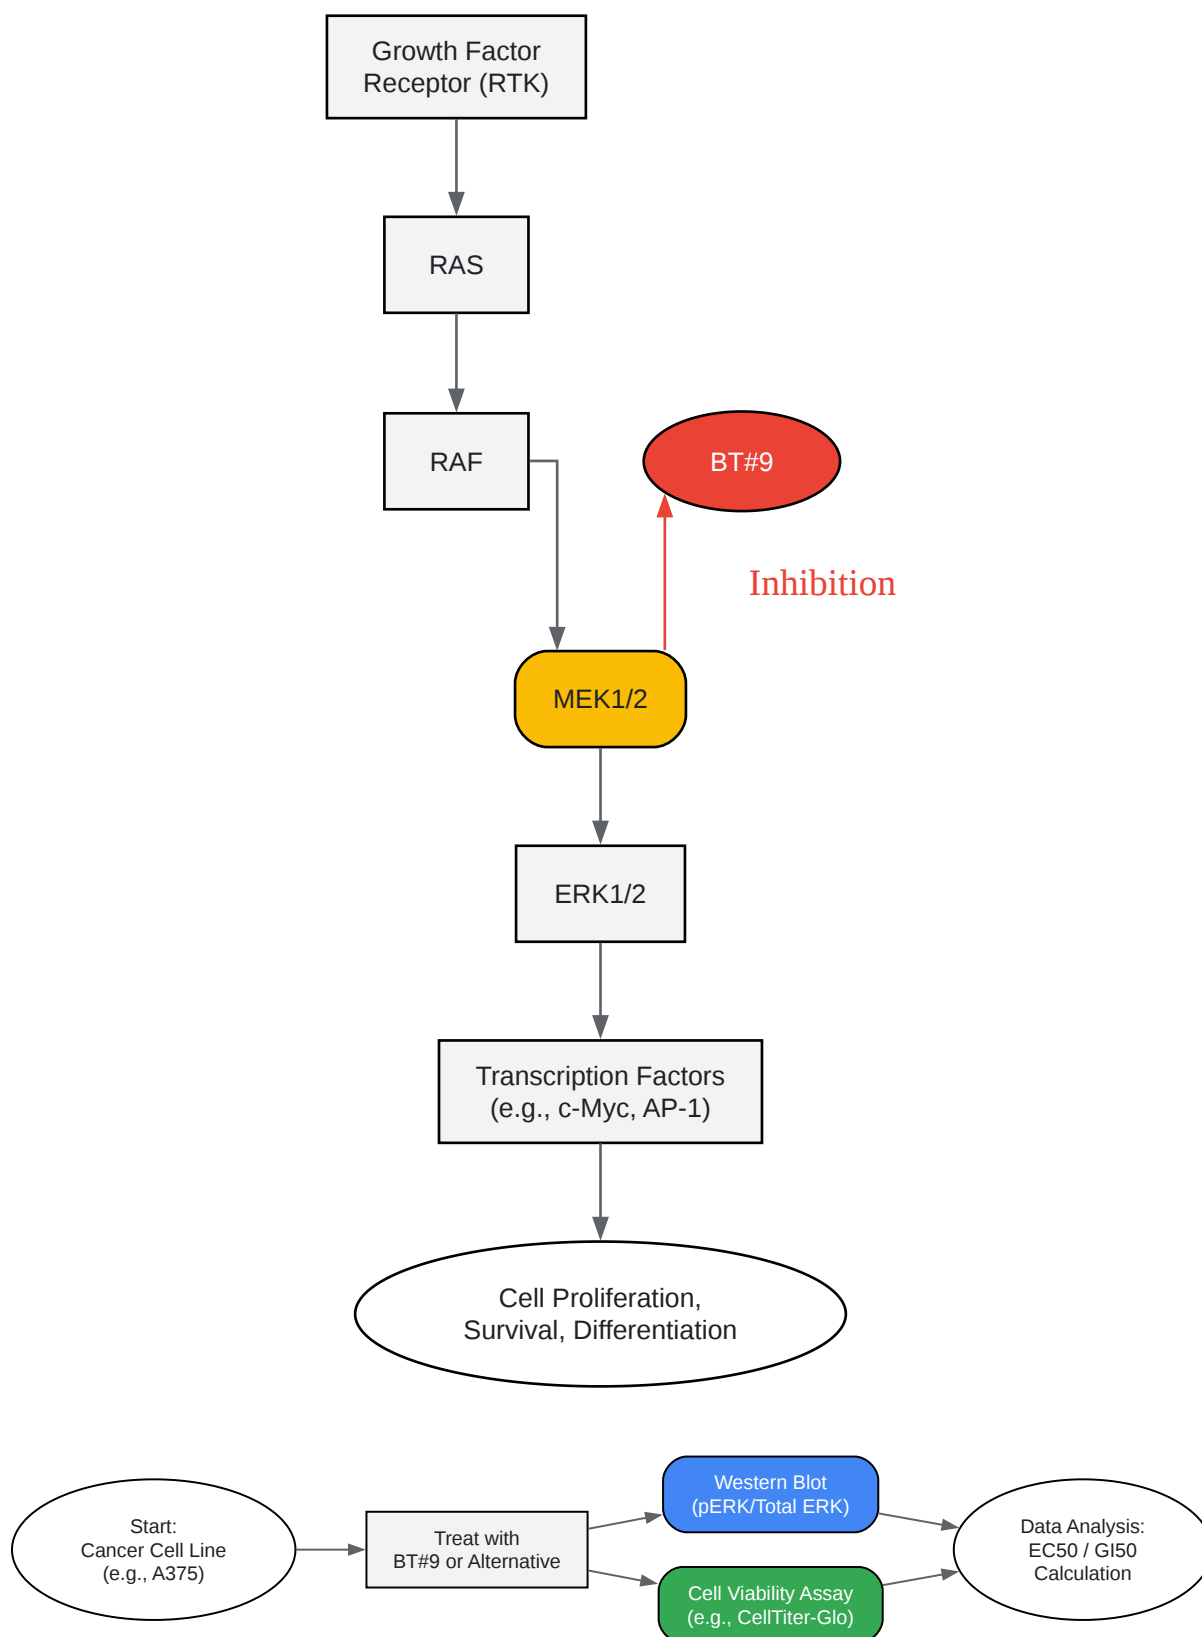 Growth Factor
Receptor (RTK)
RAS
RAF
BT#9
Inhibition
MEK1/2
ERK1/2
Transcription Factors
(e.g., c-Myc, AP-1)
Cell Proliferation,
Survival, Differentiation
Start:
Cancer Cell Line
(e.g., A375)
Treat with
BT#9 or Alternative
Western Blot
(pERK/Total ERK)
Cell Viability Assay
(e.g., CellTiter-Glo)
Data Analysis:
EC50 / GI50
Calculation